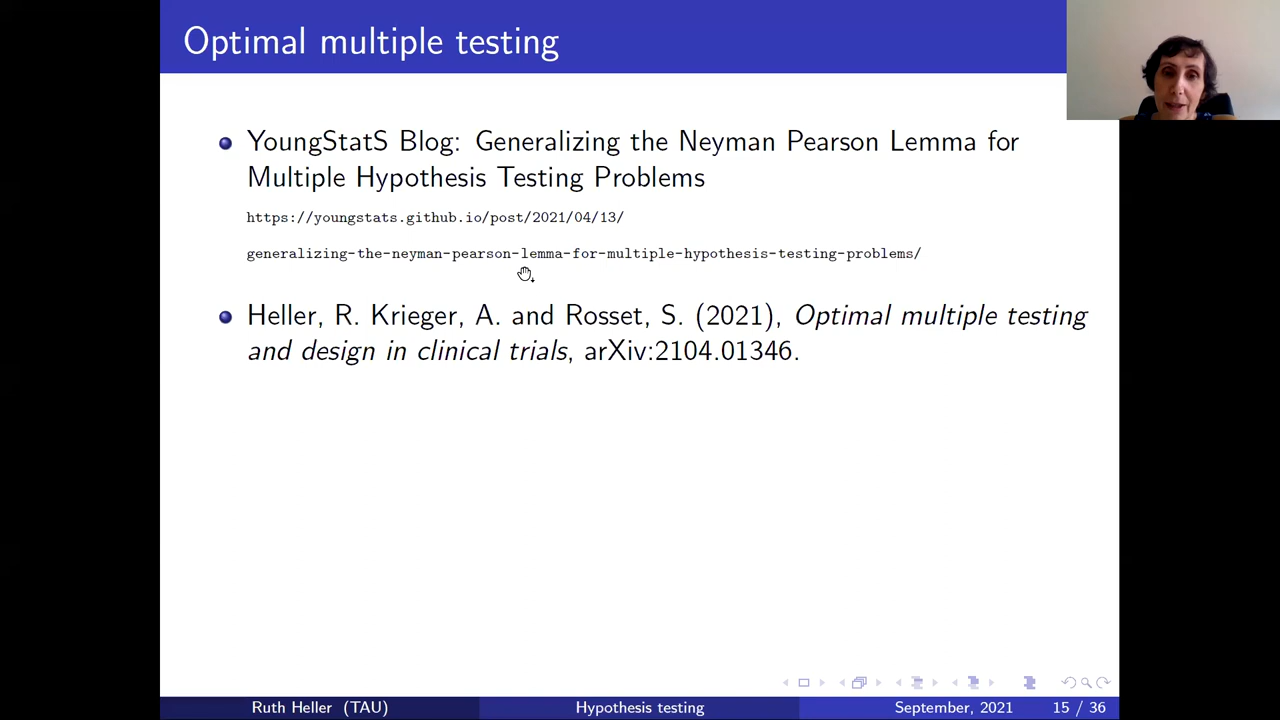 Optimal multiple testing
YoungStatS Blog: Generalizing the Neyman Pearson Lemma for
Multiple Hypothesis Testing Problems
https://youngstats.github.io/post/2021/04/13/
generalizing-the-neyman-pearson-lemma-for-multiple-hypothesis-testing-problems/
Heller, R. Krieger, A. and Rosset, S. (2021), Optimal multiple testing
and design in clinical trials, arXiv:2104.01346.
Ruth Heller (TAU) Hypothesis testing September, 2021 15 / 36